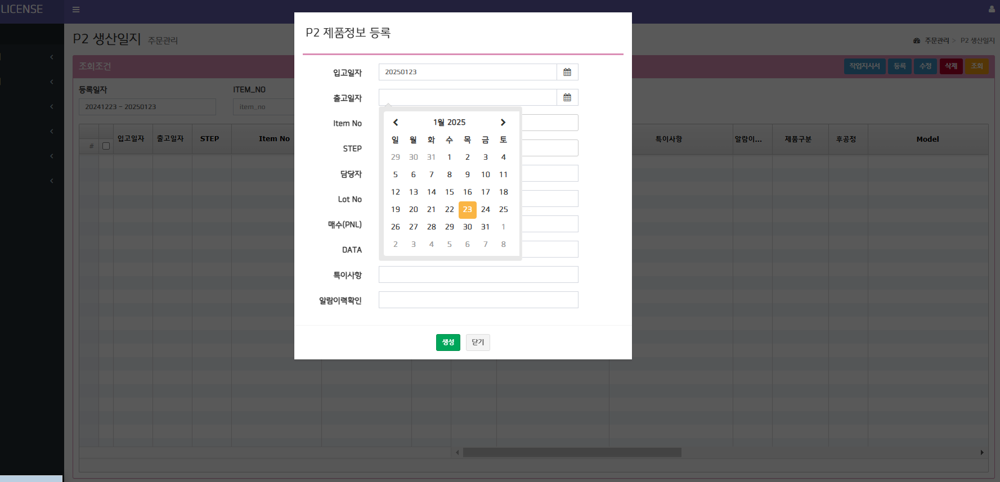 LICENSE
P2 생산일지 주문관리
주문관리 > P2 생산일지
조회조건
작업지시서 등록 수정 삭제 조회
등록일자 ITEM_NO
20241223 - 20250123 item_no
# 입고일자 출고일자 STEP Item No 특이사항 알람이... 제품구분 후공정 Model
P2 제품정보 등록
입고일자 20250123
출고일자
Item No
STEP
담당자
Lot No
매수(PNL)
DATA
특이사항
알람이력확인
1월 2025
일 월 화 수 목 금 토
29 30 31 1 2 3 4
5 6 7 8 9 10 11
12 13 14 15 16 17 18
19 20 21 22 23 24 25
26 27 28 29 30 31 1
2 3 4 5 6 7 8
생성 닫기